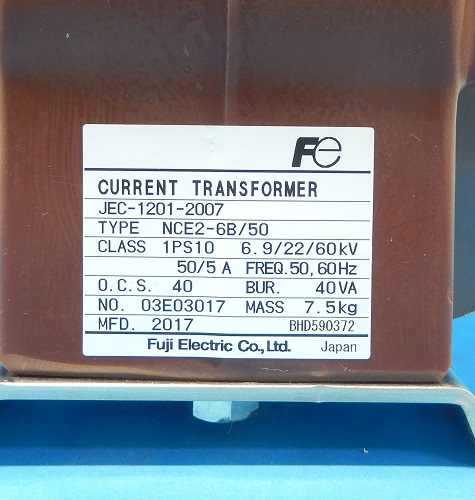 Fe
CURRENT TRANSFORMER
JEC-1201-2007
TYPE NCE2-6B/50
CLASS 1PS10 6.9/22/60kV
50/5 A FREQ.50,60Hz
O.C.S. 40 BUR. 40VA
NO. 03E03017 MASS 7.5kg
MFD. 2017 BHD590372
Fuji Electric Co.,Ltd. Japan